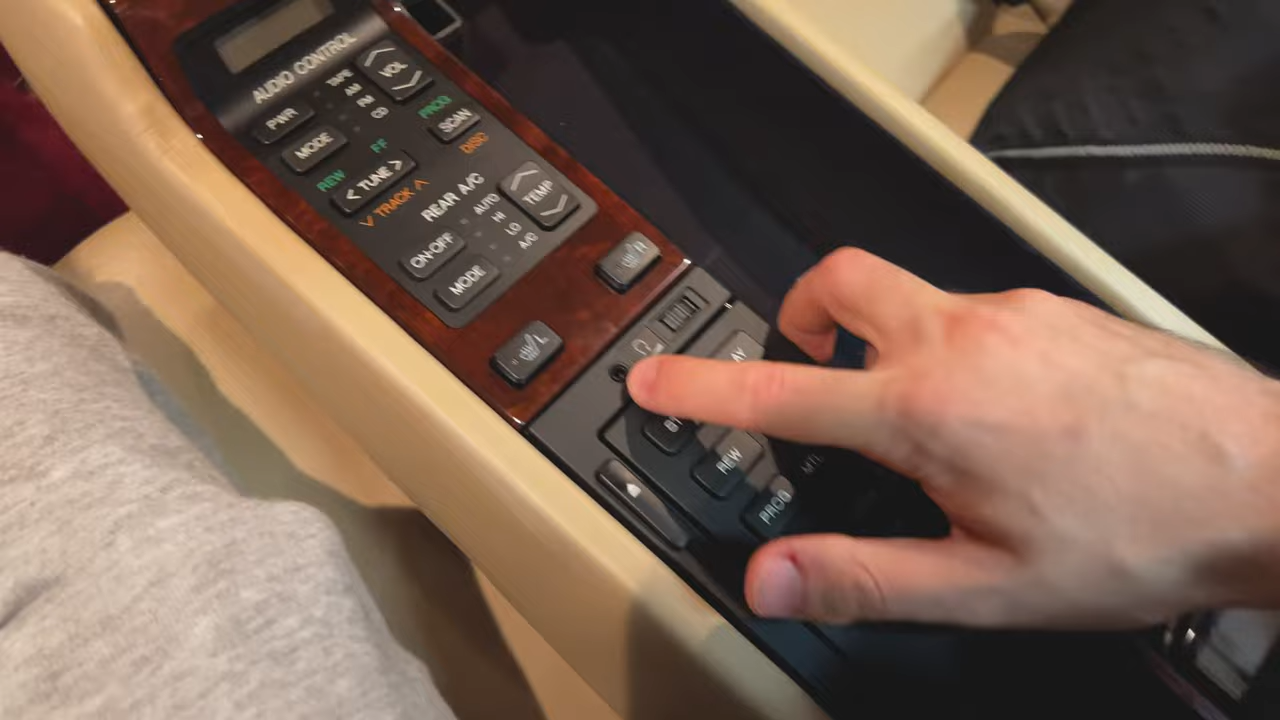 AUDIO CONTROL
PWR
TAPE
AM
FM
CD
VOL
MODE
PROG
SCAN
DISC
REW
FF
< TUNE >
TRACK
REAR A/C
AUTO
HI
LO
A/C
TEMP
ON•OFF
MODE
R
L
REW
PROG
MTL